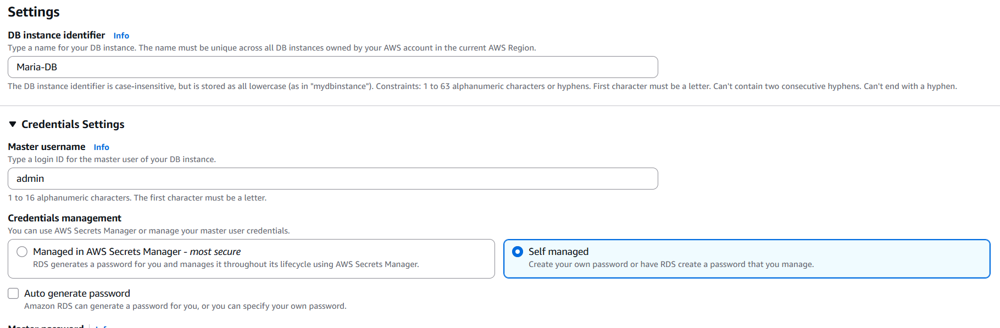 Settings
DB instance identifier Info
Type a name for your DB instance. The name must be unique across all DB instances owned by your AWS account in the current AWS Region.
Maria-DB
The DB instance identifier is case-insensitive, but is stored as all lowercase (as in "mydbinstance"). Constraints: 1 to 63 alphanumeric characters or hyphens. First character must be a letter. Can't contain two consecutive hyphens. Can't end with a hyphen.
Credentials Settings
Master username Info
Type a login ID for the master user of your DB instance.
admin
1 to 16 alphanumeric characters. The first character must be a letter.
Credentials management
You can use AWS Secrets Manager or manage your master user credentials.
Managed in AWS Secrets Manager - most secure
RDS generates a password for you and manages it throughout its lifecycle using AWS Secrets Manager.
Self managed
Create your own password or have RDS create a password that you manage.
Auto generate password
Amazon RDS can generate a password for you, or you can specify your own password.
Master password Info